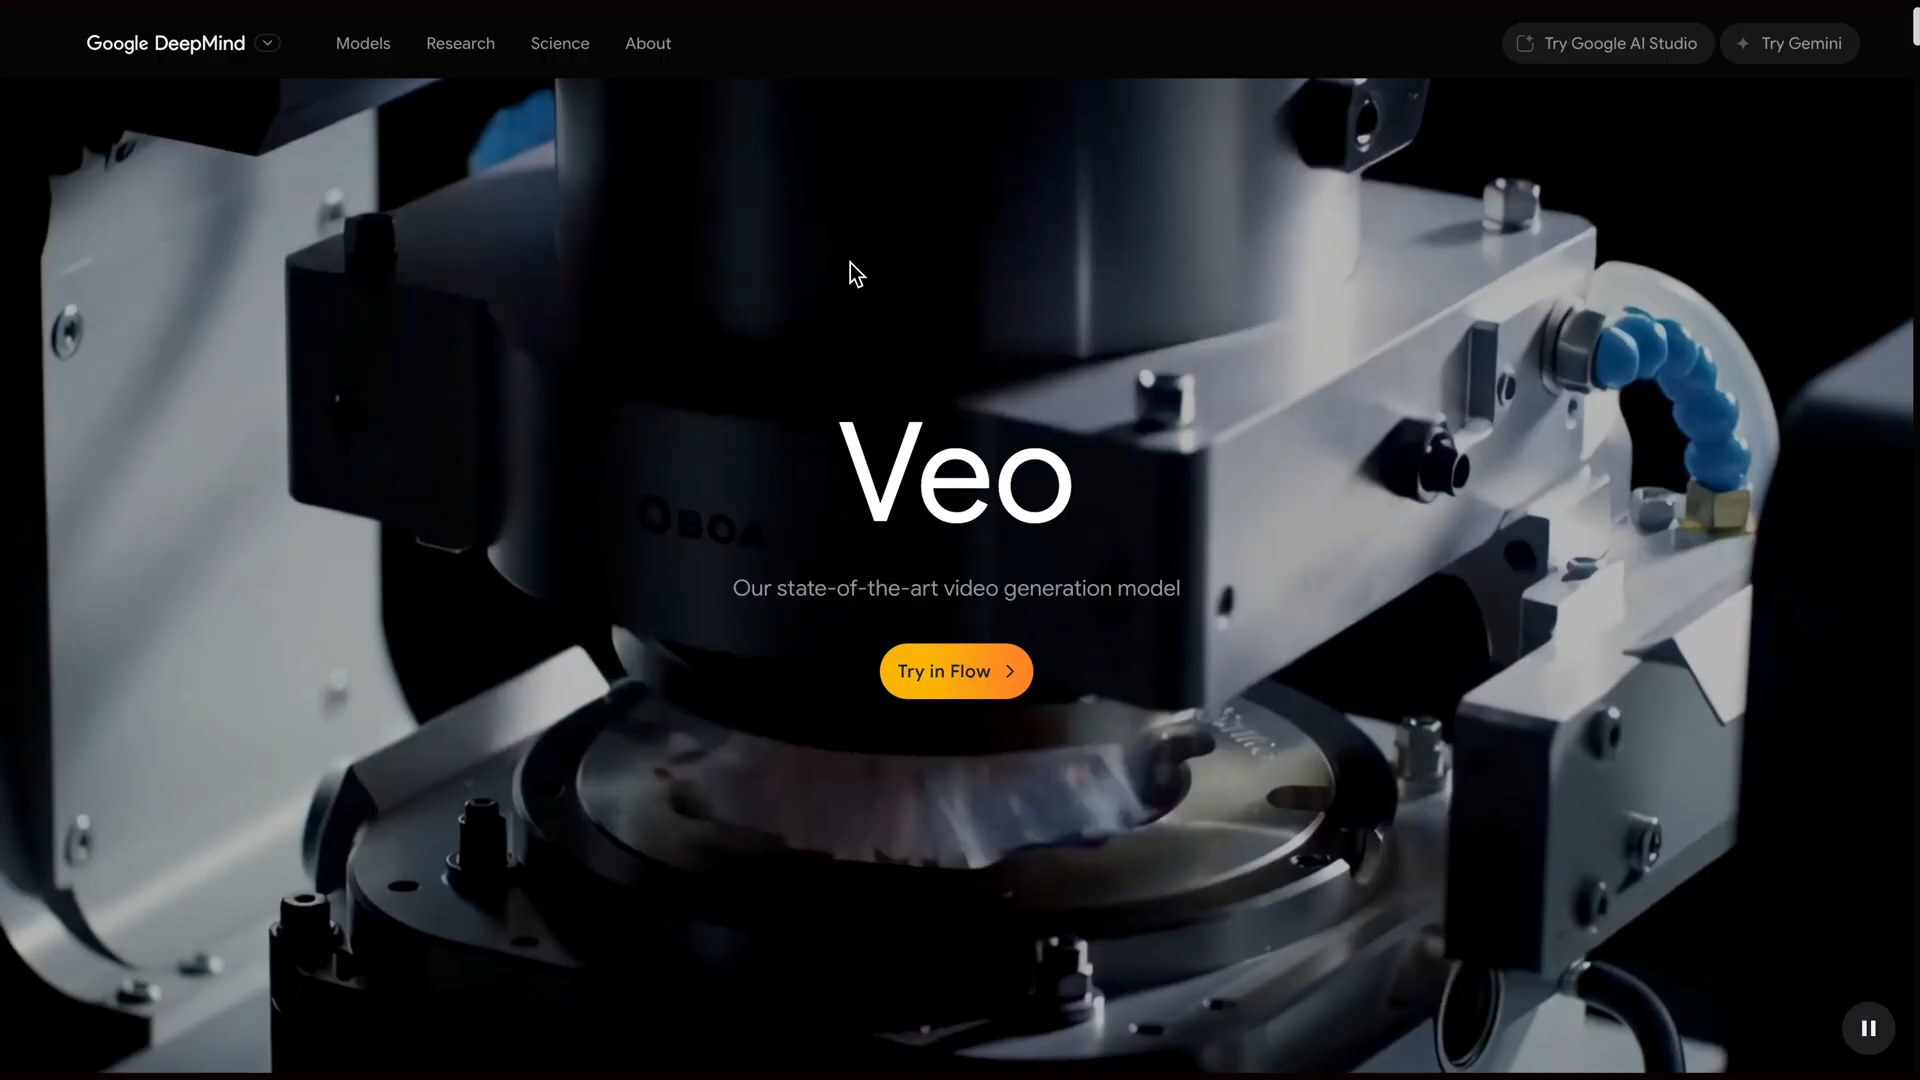 Google DeepMind
Models
Research
Science
About
Try Google AI Studio
Try Gemini
Veo
OBOA
Our state-of-the-art video generation model
Try in Flow